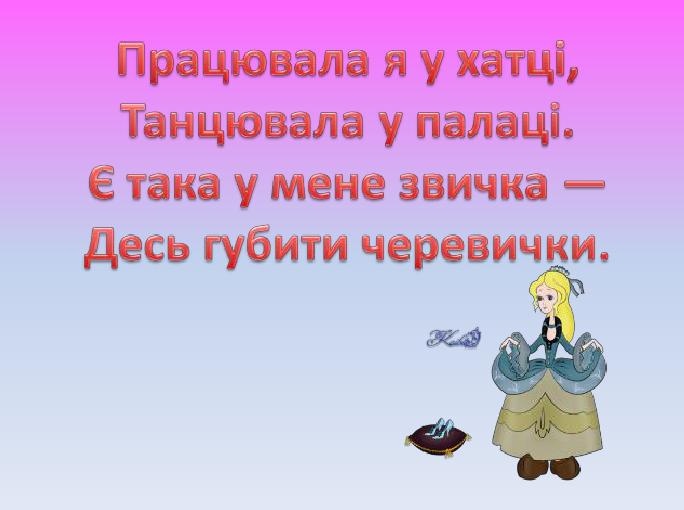 Працювала я у хатці,
Танцювала у палаці.
Є така у мене звичка —
Десь губити черевички.